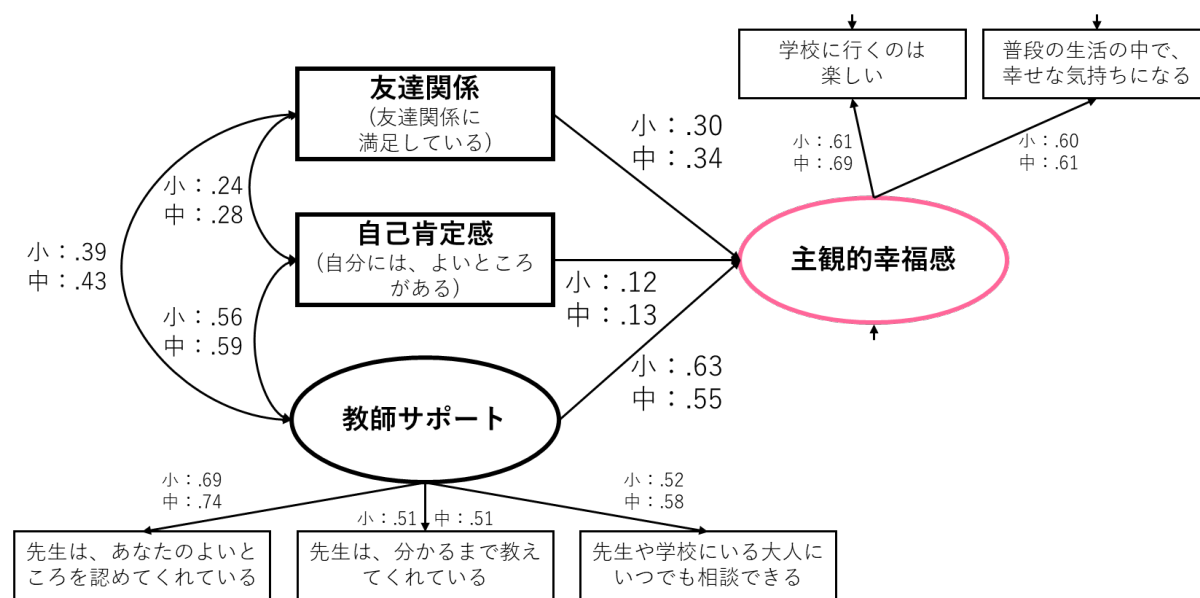 学校に行くのは
楽しい
普段の生活の中で、
幸せな気持ちになる
友達関係
(友達関係に
満足している)
小：.30
中：.34
小：.61
中：.69
小：.60
中：.61
小：.24
中：.28
小：.39
中：.43
自己肯定感
(自分には、よいところ
がある)
主観的幸福感
小：.12
中：.13
小：.56
中：.59
小：.63
中：.55
教師サポート
小：.69
中：.74
小：.51 中：.51
小：.52
中：.58
先生は、あなたのよいと
ころを認めてくれている
先生は、分かるまで教え
てくれている
先生や学校にいる大人に
いつでも相談できる